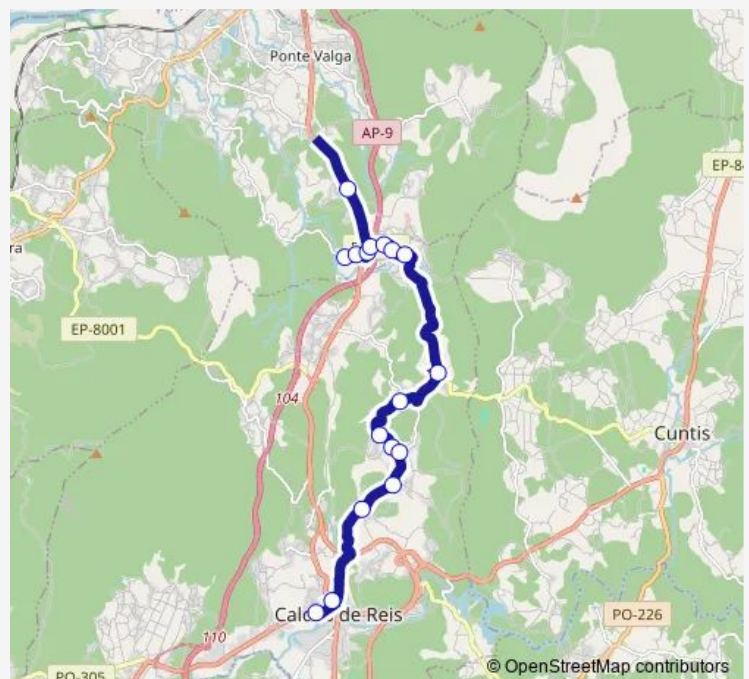 Ponte Valga
AP-9
EP-8
ra
EP-8001
104
Cuntis
de Reis
110
PO-226
PO-305
© OpenStreetMap contributors